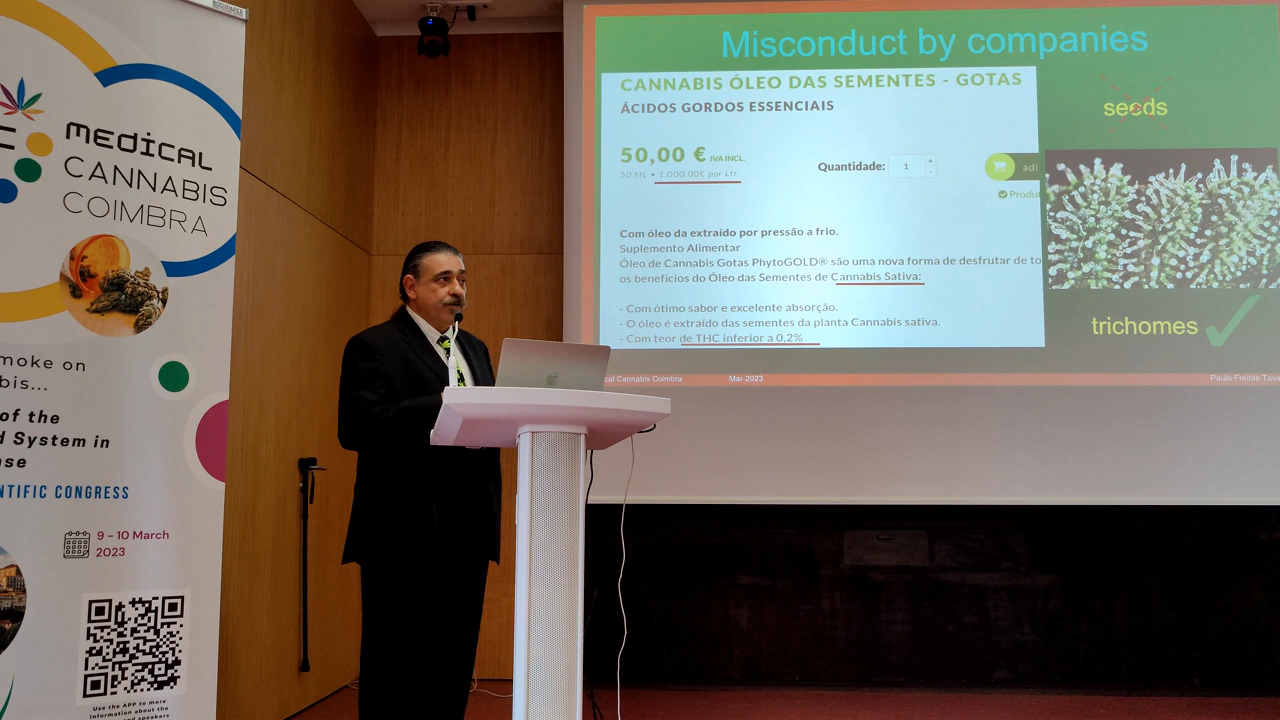 MEDICAL
CANNABIS
COIMBRA
smoke on
of the
System in
CONGRESS
9 - 10 March
2023
Use the APP to more
information about the
and speakers
Misconduct by companies
CANNABIS ÓLEO DAS SEMENTES - GOTAS
ÁCIDOS GORDOS ESSENCIAIS
50,00 € IVA INCL.
50 ML • 1.000,00€ por Ltr.
Quantidade: 1
adi
Produt
Com óleo da extraído por pressão a frio.
Suplemento Alimentar
Óleo de Cannabis Gotas PhytoGOLD® são uma nova forma de desfrutar de to
os benefícios do Óleo das Sementes de Cannabis Sativa:
- Com ótimo sabor e excelente absorção.
- O óleo é extraído das sementes da planta Cannabis sativa.
- Com teor de THC inferior a 0,2%
seeds
trichomes
cal Cannabis Coimbra
Mar-2023
Paulo Freitas Tava